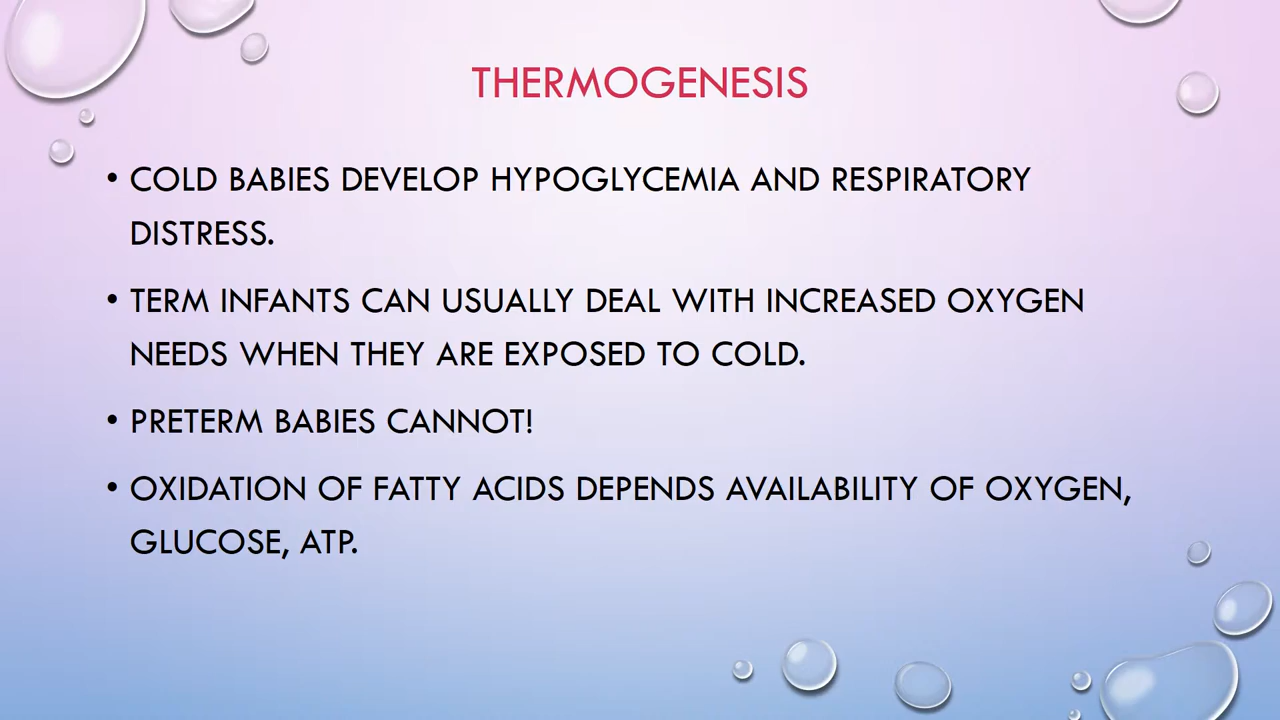 THERMOGENESIS
• COLD BABIES DEVELOP HYPOGLYCEMIA AND RESPIRATORY
DISTRESS.
• TERM INFANTS CAN USUALLY DEAL WITH INCREASED OXYGEN
NEEDS WHEN THEY ARE EXPOSED TO COLD.
• PRETERM BABIES CANNOT!
• OXIDATION OF FATTY ACIDS DEPENDS AVAILABILITY OF OXYGEN,
GLUCOSE, ATP.